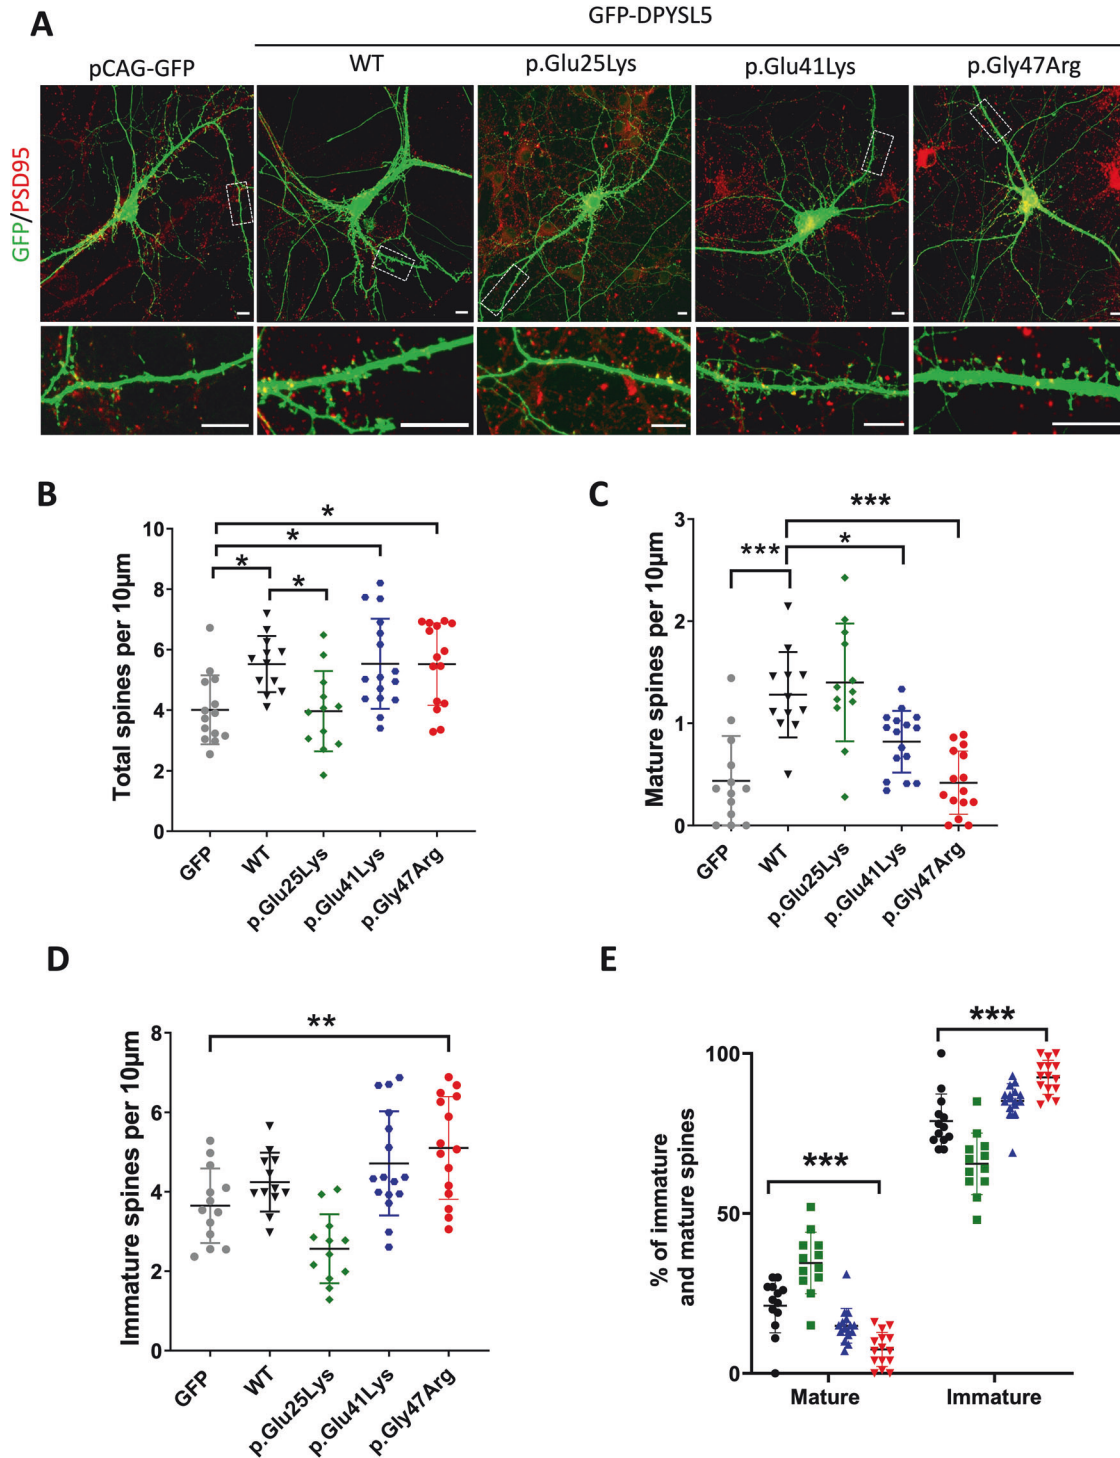 A
GFP-DPYSL5
pCAG-GFP
WT
p.Glu25Lys
p.Glu41Lys
p.Gly47Arg
GFP/PSD95
B
Total spines per 10µm
10
8
6
4
2
0
*
*
*
*
GFP
WT
p.Glu25Lys
p.Glu41Lys
p.Gly47Arg
C
Mature spines per 10µm
3
2
1
0
***
*
***
GFP
WT
p.Glu25Lys
p.Glu41Lys
p.Gly47Arg
D
Immature spines per 10µm
8
6
4
2
0
**
GFP
WT
p.Glu25Lys
p.Glu41Lys
p.Gly47Arg
E
% of immature
and mature spines
100
50
0
***
***
Mature
Immature